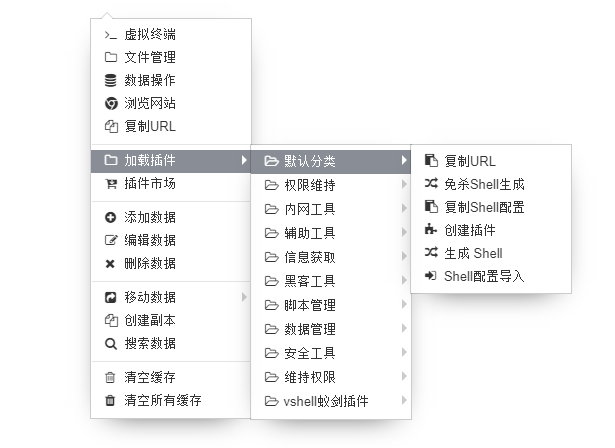 虚拟终端
文件管理
数据操作
浏览网站
复制URL
加载插件
插件市场
添加数据
编辑数据
删除数据
移动数据
创建副本
搜索数据
清空缓存
清空所有缓存
默认分类
权限维持
内网工具
辅助工具
信息获取
黑客工具
脚本管理
数据管理
安全工具
维持权限
vshell蚁剑插件
复制URL
免杀Shell生成
复制Shell配置
创建插件
生成 Shell
Shell配置导入